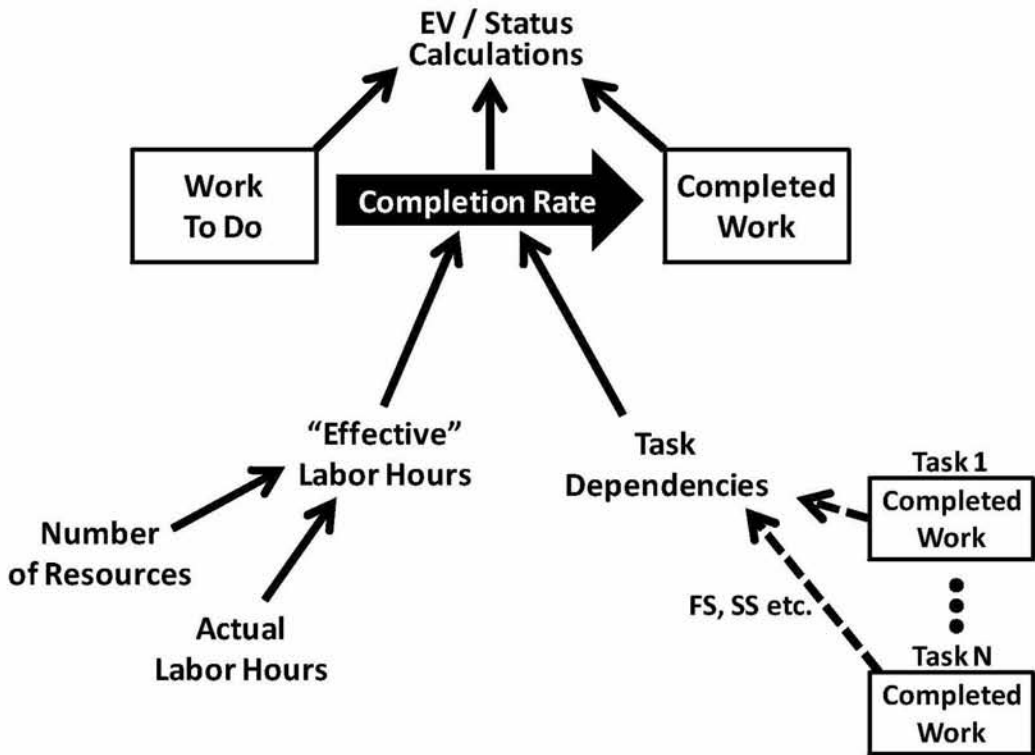 EV / Status
Calculations
Work
To Do
Completion Rate
Completed
Work
“Effective”
Labor Hours
Task
Dependencies
Number
of Resources
Actual
Labor Hours
FS, SS etc.
Task 1
Completed
Work
Task N
Completed
Work